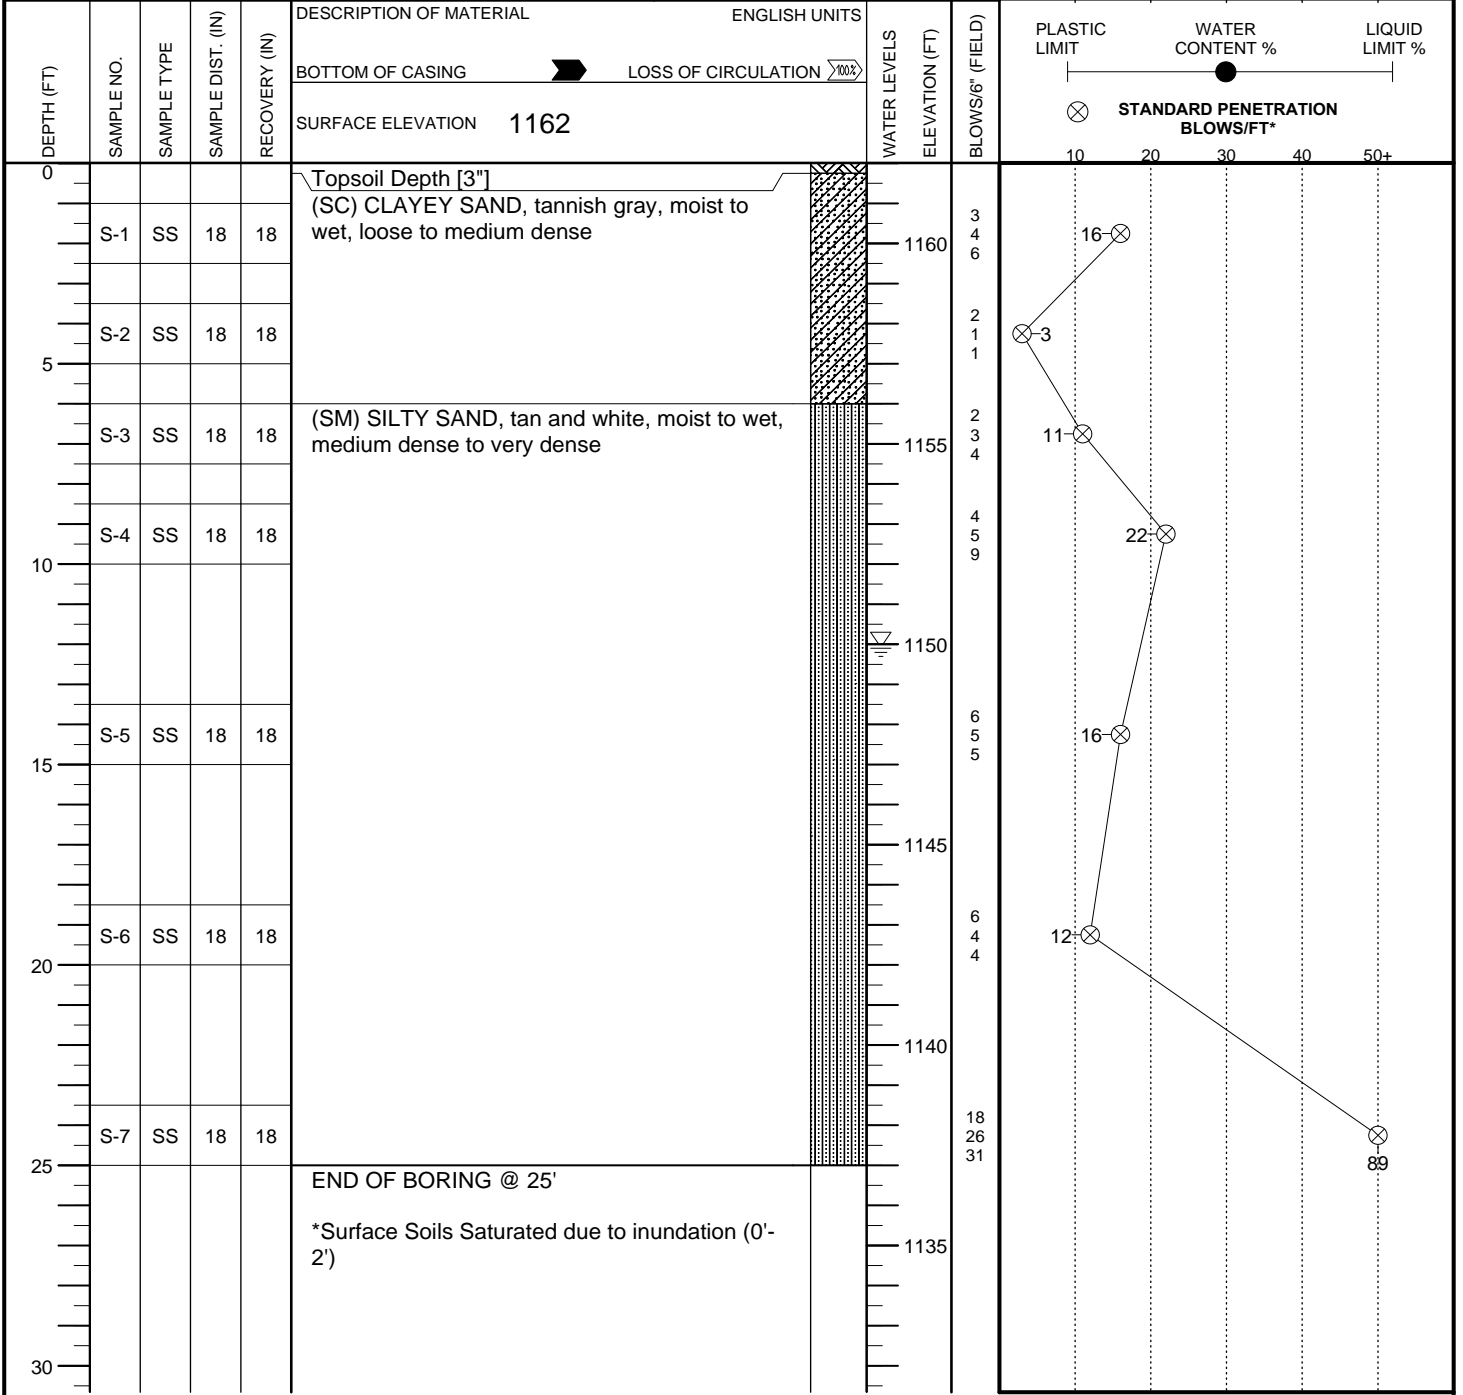 DEPTH (FT)
SAMPLE NO.
SAMPLE TYPE
SAMPLE DIST. (IN)
RECOVERY (IN)
DESCRIPTION OF MATERIAL ENGLISH UNITS
BOTTOM OF CASING LOSS OF CIRCULATION 100%
SURFACE ELEVATION 1162
WATER LEVELS
ELEVATION (FT)
BLOWS/6" (FIELD)
PLASTIC LIMIT
WATER CONTENT %
LIQUID LIMIT %
STANDARD PENETRATION
BLOWS/FT*
10 20 30 40 50+
0
Topsoil Depth [3"]
(SC) CLAYEY SAND, tannish gray, moist to
wet, loose to medium dense
S-1 SS 18 18
1160
3
4
6
16
S-2 SS 18 18
2
1
1
3
5
(SM) SILTY SAND, tan and white, moist to wet,
medium dense to very dense
S-3 SS 18 18
1155
2
3
4
11
S-4 SS 18 18
4
5
9
22
10
1150
S-5 SS 18 18
6
5
5
16
15
1145
S-6 SS 18 18
6
4
4
12
20
1140
S-7 SS 18 18
18
26
31
89
25
END OF BORING @ 25'
*Surface Soils Saturated due to inundation (0'-
2')
1135
30